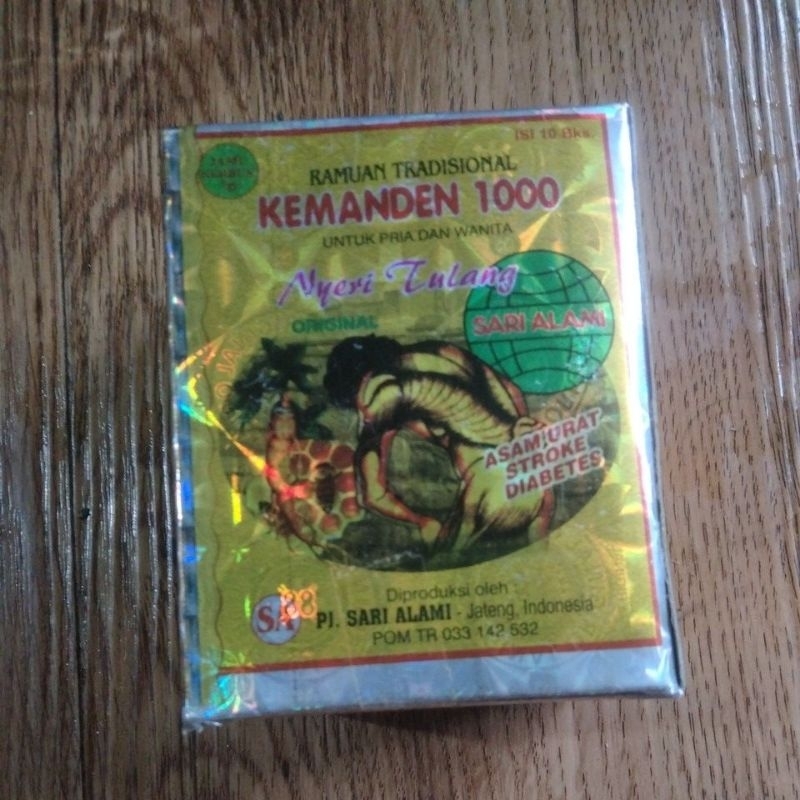 ISI 10 Bks.
RAMUAN TRADISIONAL
KEMANDEN 1000
UNTUK PRIA DAN WANITA
Nyeri Tulang
ORIGINAL
SARI ALAMI
ASAM URAT
STROKE
DIABETES
Diproduksi oleh :
PJ. SARI ALAMI - Jateng, Indonesia
POM TR 033 142 532
SA
88